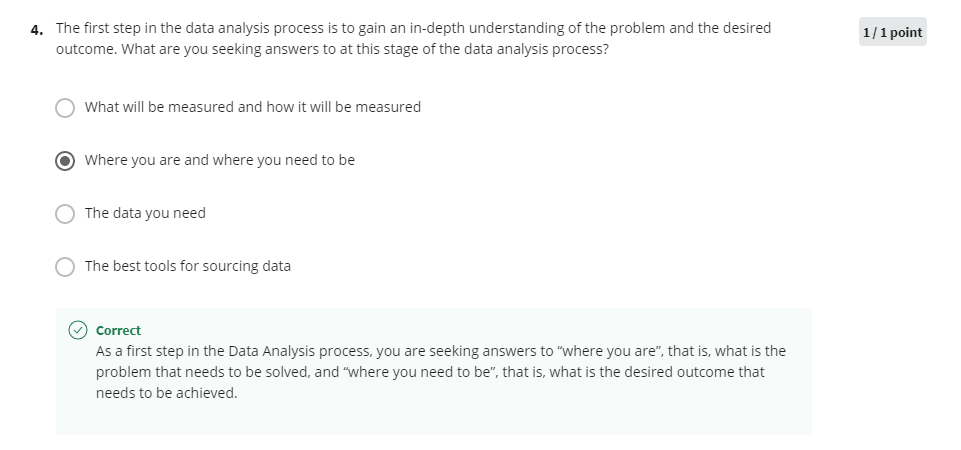 4. The first step in the data analysis process is to gain an in-depth understanding of the problem and the desired
outcome. What are you seeking answers to at this stage of the data analysis process?
1 / 1 point
What will be measured and how it will be measured
Where you are and where you need to be
The data you need
The best tools for sourcing data
Correct
As a first step in the Data Analysis process, you are seeking answers to “where you are”, that is, what is the
problem that needs to be solved, and “where you need to be”, that is, what is the desired outcome that
needs to be achieved.